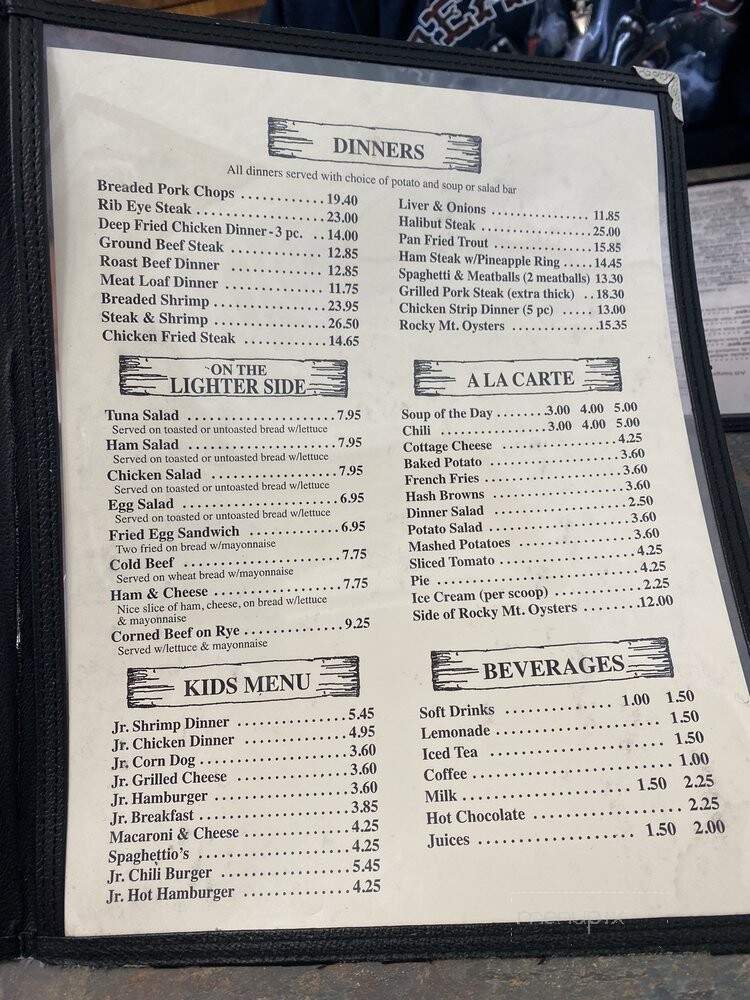 DINNERS
All dinners served with choice of potato and soup or salad bar
Breaded Pork Chops ............ 19.40
Rib Eye Steak .................. 23.00
Deep Fried Chicken Dinner - 3 pc. .. 14.00
Ground Beef Steak ............. 12.85
Roast Beef Dinner ............. 12.85
Meat Loaf Dinner .............. 11.75
Breaded Shrimp ................ 23.95
Steak & Shrimp ................ 26.50
Chicken Fried Steak ............ 14.65
Liver & Onions ................ 11.85
Halibut Steak .................. 25.00
Pan Fried Trout ................ 15.85
Ham Steak w/Pineapple Ring ..... 14.45
Spaghetti & Meatballs (2 meatballs) 13.30
Grilled Pork Steak (extra thick) .. 18.30
Chicken Strip Dinner (5 pc) ..... 13.00
Rocky Mt. Oysters .............. 15.35
ON THE
LIGHTER SIDE
Tuna Salad ..................... 7.95
Served on toasted or untoasted bread w/lettuce
Ham Salad ..................... 7.95
Served on toasted or untoasted bread w/lettuce
Chicken Salad .................. 7.95
Served on toasted or untoasted bread w/lettuce
Egg Salad ...................... 6.95
Served on toasted or untoasted bread w/lettuce
Fried Egg Sandwich ............. 6.95
Two fried on bread w/mayonnaise
Cold Beef ...................... 7.75
Served on wheat bread w/mayonnaise
Ham & Cheese .................. 7.75
Nice slice of ham, cheese, on bread w/lettuce
& mayonnaise
Corned Beef on Rye .............. 9.25
Served w/lettuce & mayonnaise
A LA CARTE
Soup of the Day ........ 3.00 4.00 5.00
Chili ................. 3.00 4.00 5.00
Cottage Cheese ................. 4.25
Baked Potato ................... 3.60
French Fries .................... 3.60
Hash Browns ................... 3.60
Dinner Salad ................... 2.50
Potato Salad .................... 3.60
Mashed Potatoes ................ 3.60
Sliced Tomato .................. 4.25
Pie ............................ 4.25
Ice Cream (per scoop) ............ 2.25
Side of Rocky Mt. Oysters ........ 12.00
KIDS MENU
Jr. Shrimp Dinner ................ 5.45
Jr. Chicken Dinner ............... 4.95
Jr. Corn Dog .................... 3.60
Jr. Grilled Cheese ................ 3.60
Jr. Hamburger .................. 3.60
Jr. Breakfast .................... 3.85
Macaroni & Cheese ............... 4.25
Spaghettio's .................... 4.25
Jr. Chili Burger .................. 5.45
Jr. Hot Hamburger ............... 4.25
BEVERAGES
Soft Drinks ............... 1.00 1.50
Lemonade ...................... 1.50
Iced Tea ....................... 1.50
Coffee ......................... 1.00
Milk ..................... 1.50 2.25
Hot Chocolate .................. 2.25
Juices .................... 1.50 2.00
menupix